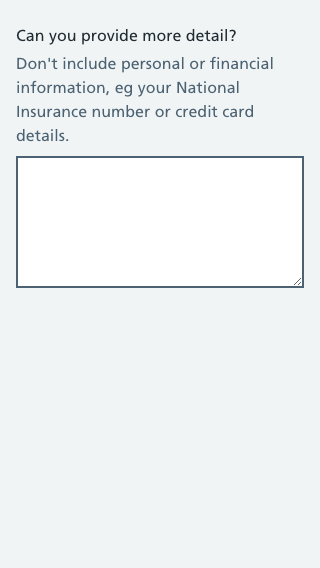 Can you provide more detail?
Don't include personal or financial
information, eg your National
Insurance number or credit card
details.